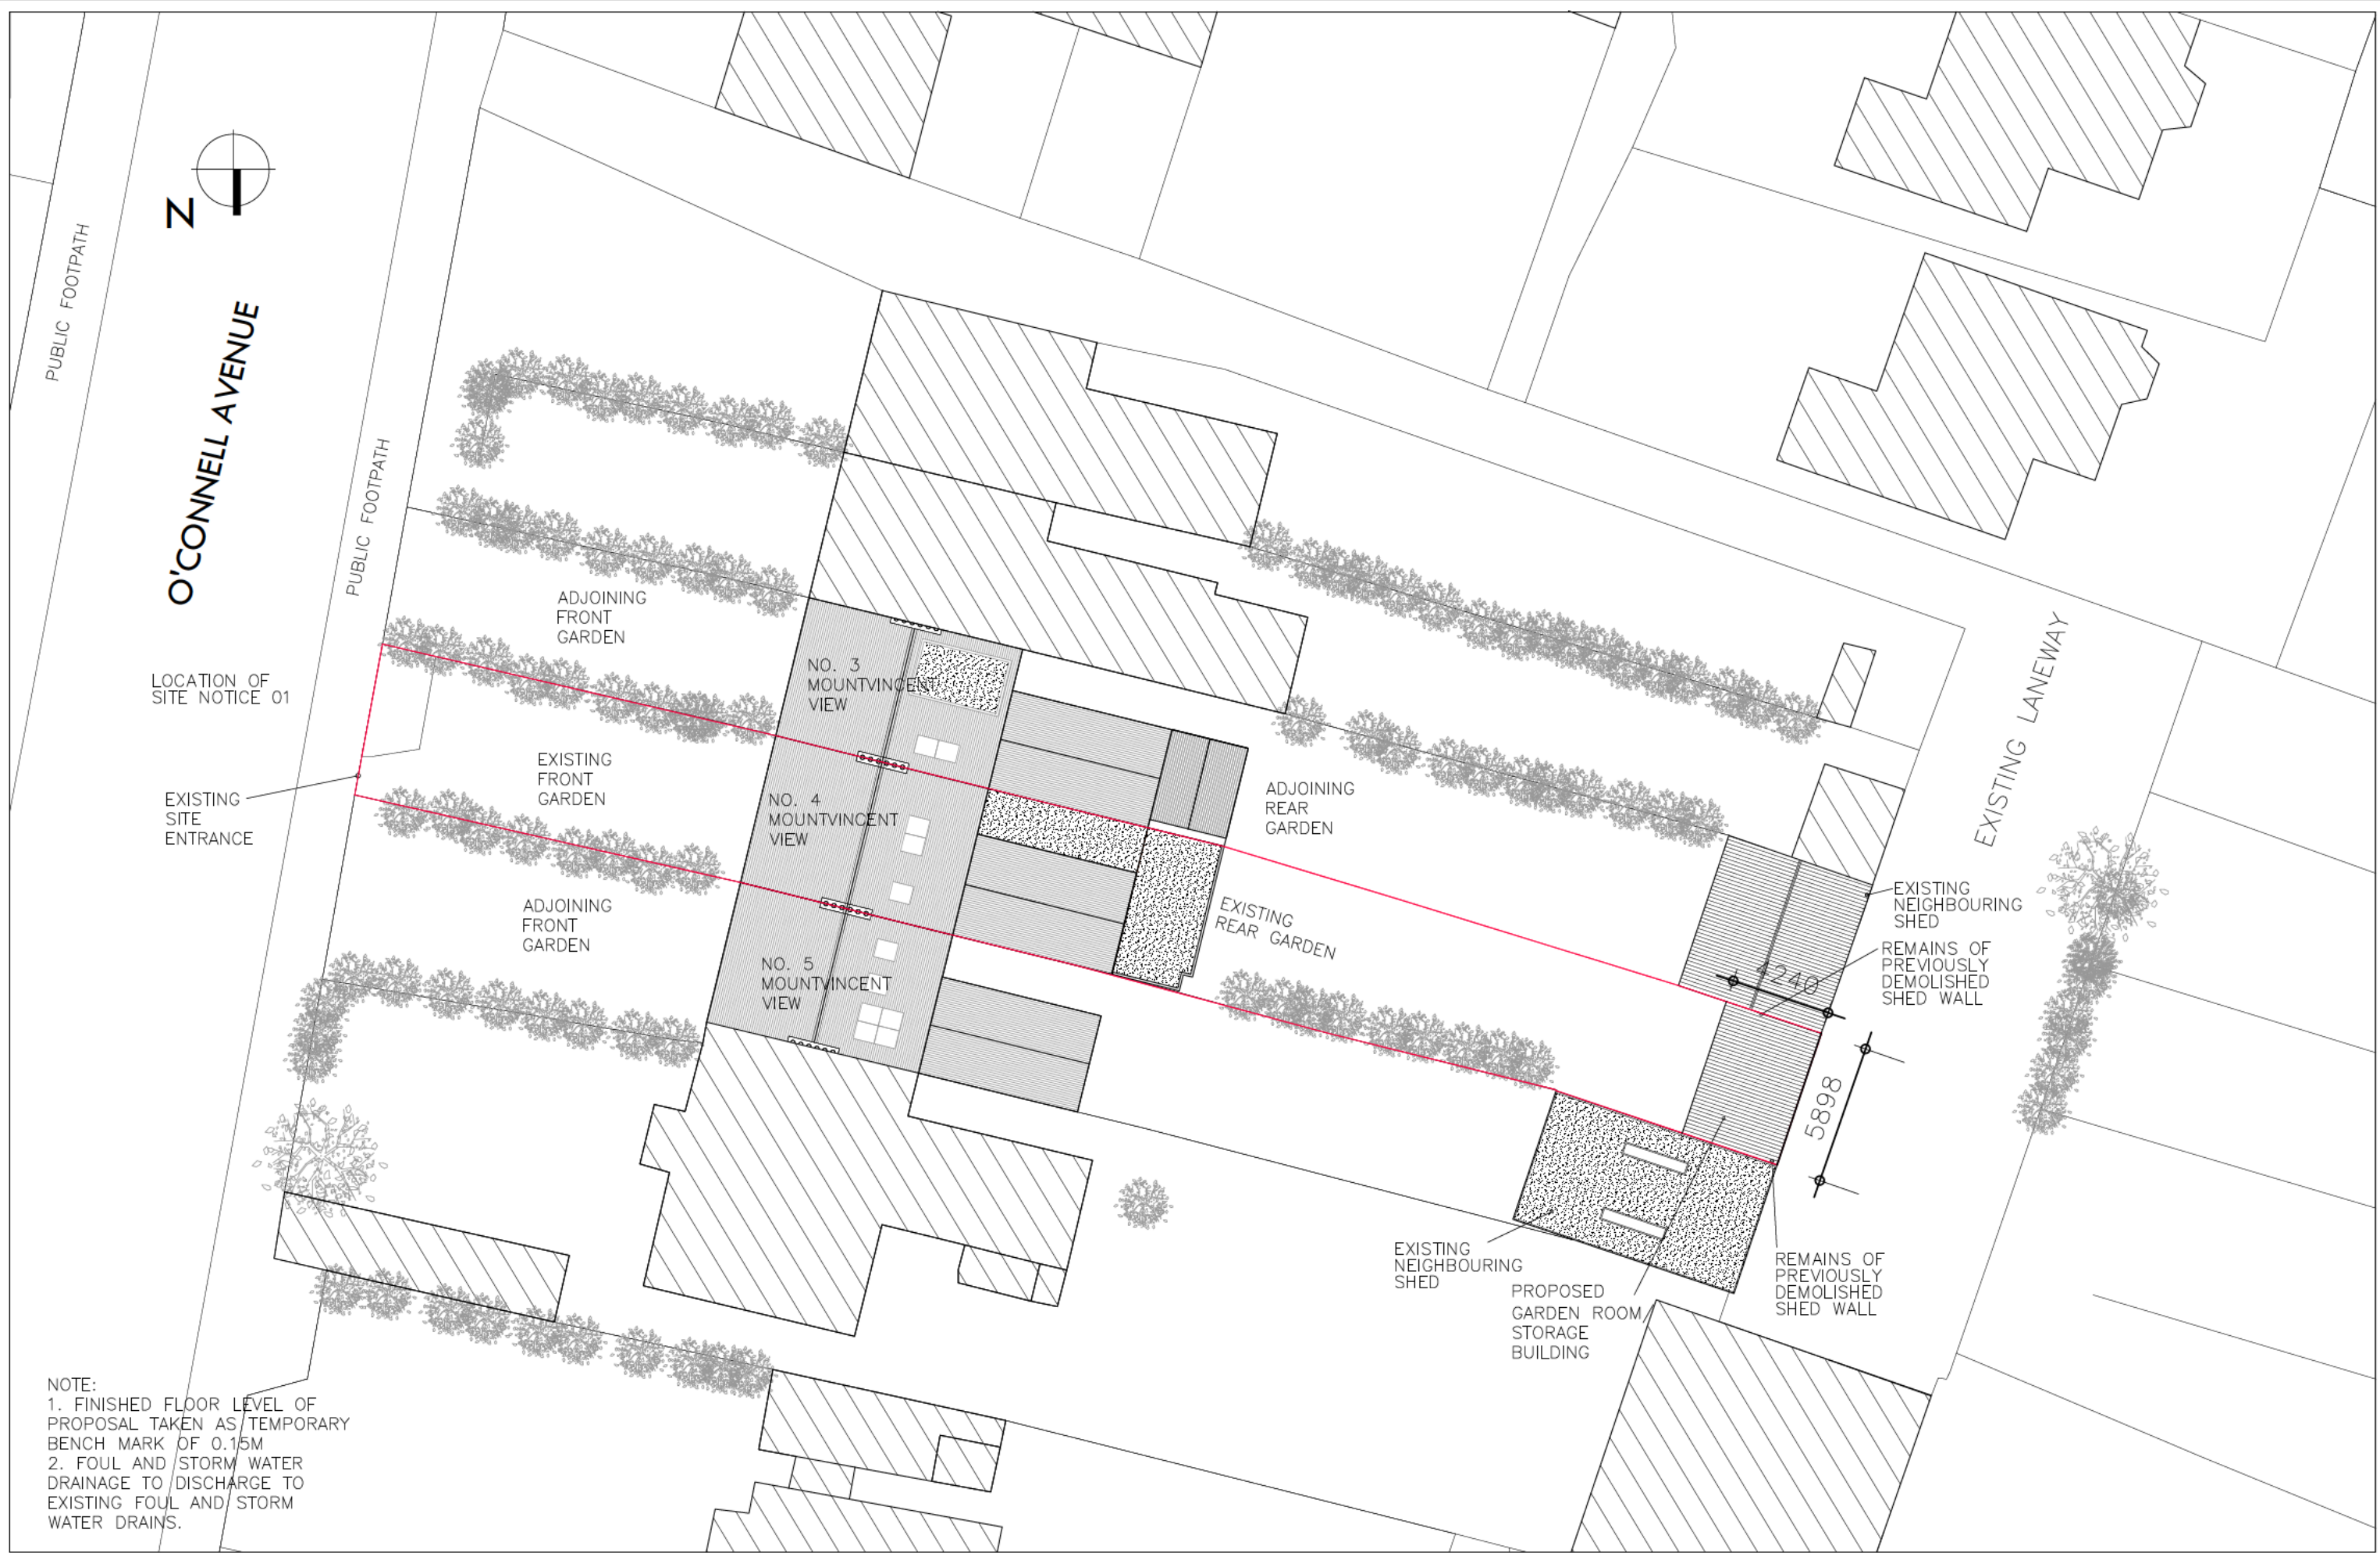 PUBLIC FOOTPATH
N
O'CONNELL AVENUE
PUBLIC FOOTPATH
LOCATION OF
SITE NOTICE 01
EXISTING
SITE
ENTRANCE
ADJOINING
FRONT
GARDEN
EXISTING
FRONT
GARDEN
ADJOINING
FRONT
GARDEN
NO. 3
MOUNTVINCENT
VIEW
NO. 4
MOUNTVINCENT
VIEW
NO. 5
MOUNTVINCENT
VIEW
ADJOINING
REAR
GARDEN
EXISTING
REAR GARDEN
EXISTING LANEWAY
EXISTING
NEIGHBOURING
SHED
REMAINS OF
PREVIOUSLY
DEMOLISHED
SHED WALL
4240
5898
EXISTING
NEIGHBOURING
SHED
PROPOSED
GARDEN ROOM
STORAGE
BUILDING
REMAINS OF
PREVIOUSLY
DEMOLISHED
SHED WALL
NOTE:
1. FINISHED FLOOR LEVEL OF
PROPOSAL TAKEN AS TEMPORARY
BENCH MARK OF 0.15M
2. FOUL AND STORM WATER
DRAINAGE TO DISCHARGE TO
EXISTING FOUL AND STORM
WATER DRAINS.